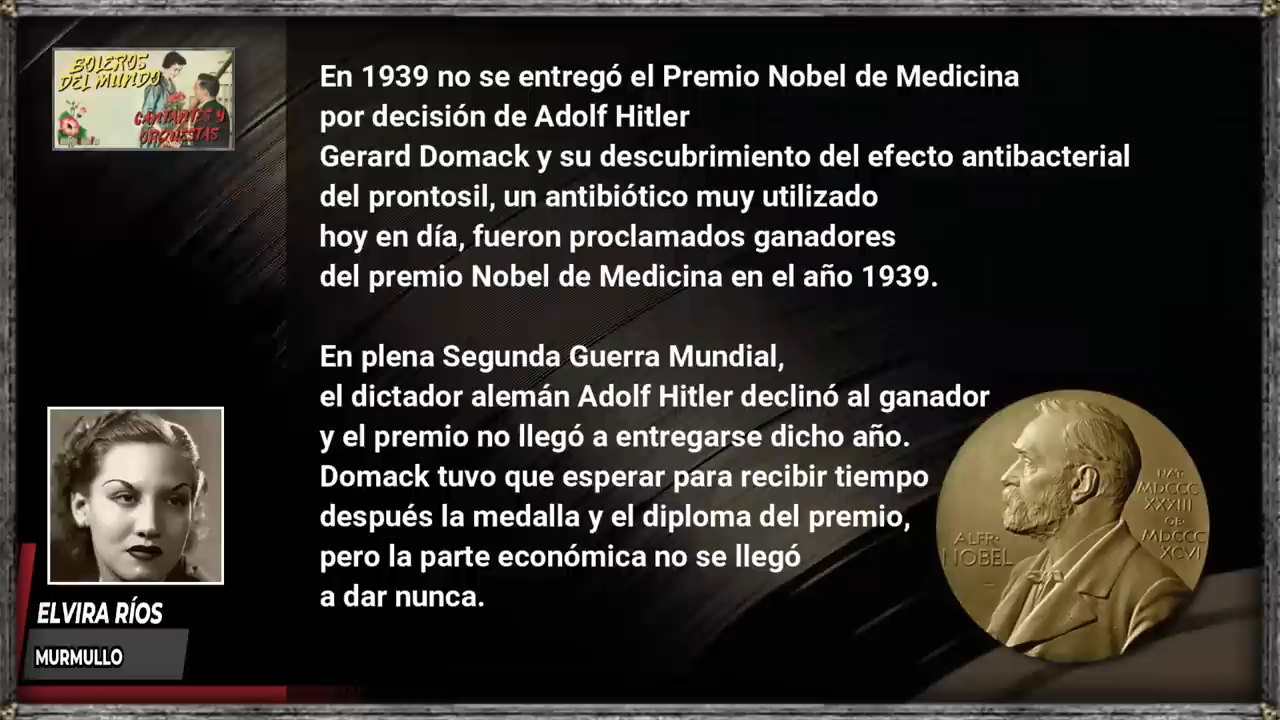 BOLEROS
DEL MUNDO
CANTANTES Y
ORQUESTAS
En 1939 no se entregó el Premio Nobel de Medicina
por decisión de Adolf Hitler
Gerard Domack y su descubrimiento del efecto antibacterial
del prontosil, un antibiótico muy utilizado
hoy en día, fueron proclamados ganadores
del premio Nobel de Medicina en el año 1939.
En plena Segunda Guerra Mundial,
el dictador alemán Adolf Hitler declinó al ganador
y el premio no llegó a entregarse dicho año.
Domack tuvo que esperar para recibir tiempo
después la medalla y el diploma del premio,
pero la parte económica no se llegó
a dar nunca.
ALFR·
NOBEL
NAT·
MDCCC
XXXIII
OB·
MDCCC
XCVI
ELVIRA RÍOS
MURMULLO